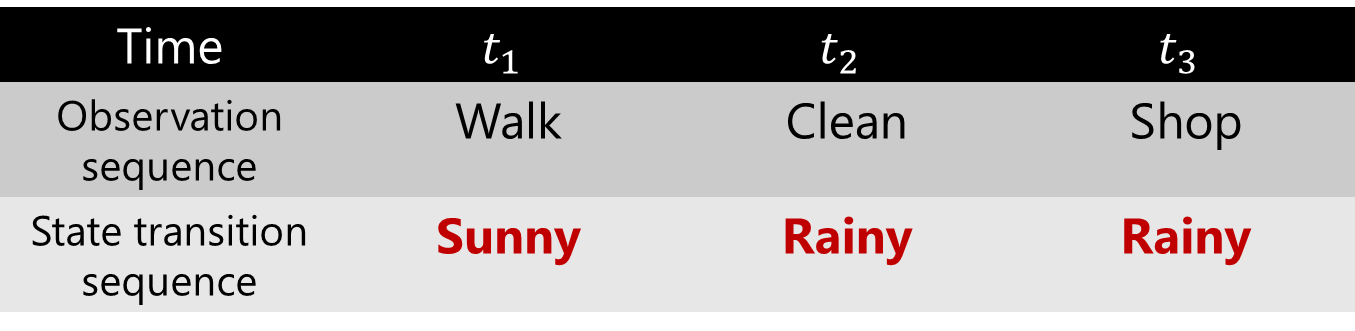 Time t₁ t₂ t₃
Observation sequence Walk Clean Shop
State transition sequence Sunny Rainy Rainy